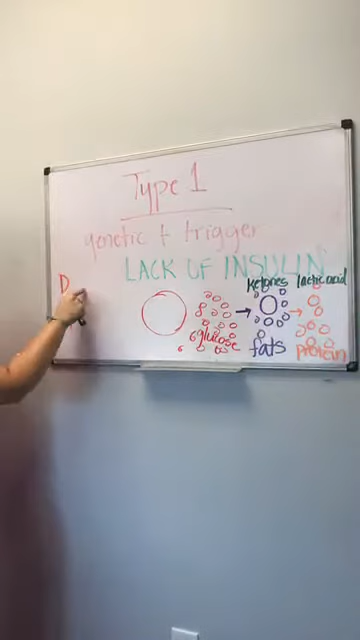 Type 1
genetic + trigger
LACK OF INSULIN
D
ketones lactic acid
glucose
fats
protein